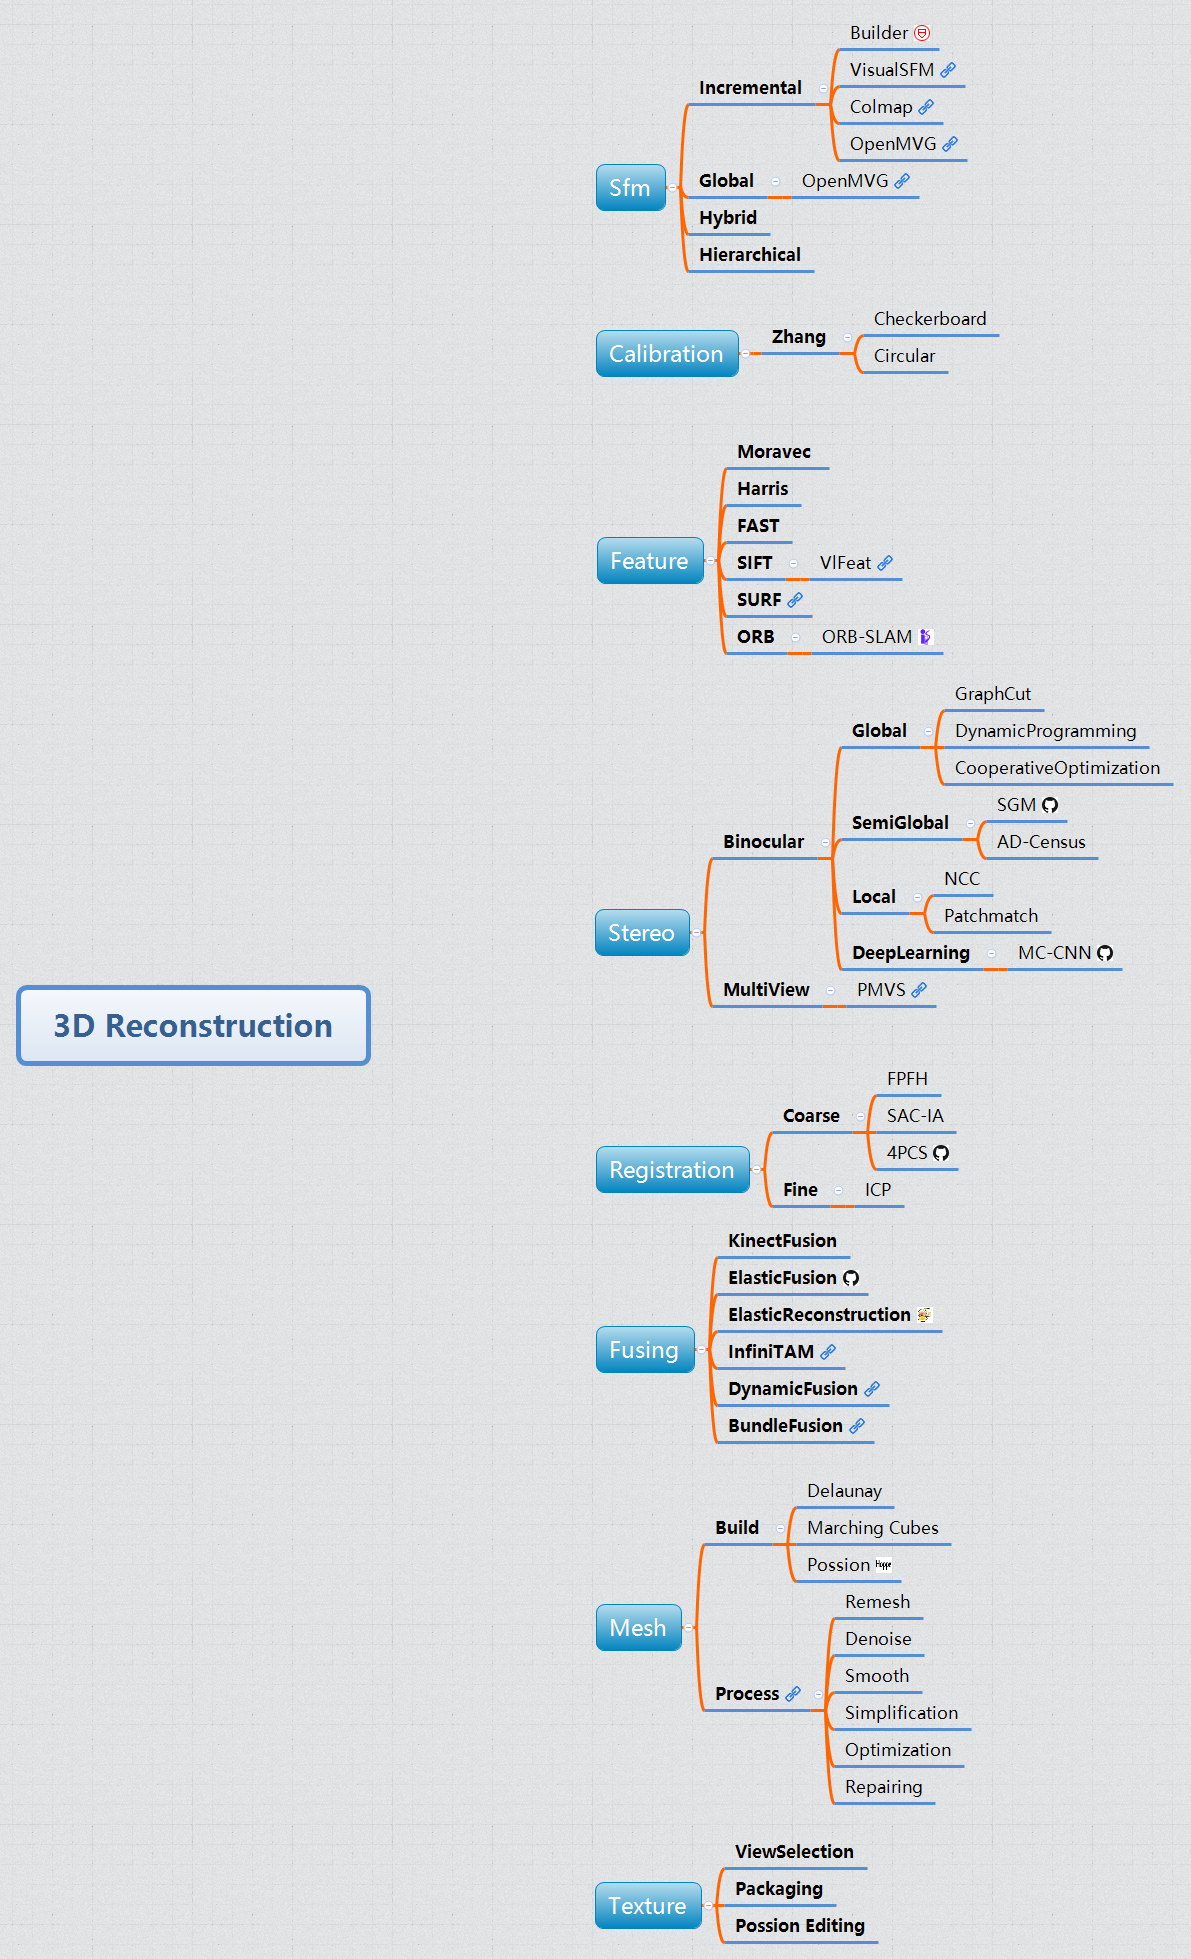 3D Reconstruction
Sfm
Incremental
Builder
VisualSFM
Colmap
OpenMVG
Global
OpenMVG
Hybrid
Hierarchical
Calibration
Zhang
Checkerboard
Circular
Feature
Moravec
Harris
FAST
SIFT
VlFeat
SURF
ORB
ORB-SLAM
Stereo
Binocular
Global
GraphCut
DynamicProgramming
CooperativeOptimization
SemiGlobal
SGM
AD-Census
Local
NCC
Patchmatch
DeepLearning
MC-CNN
MultiView
PMVS
Registration
Coarse
FPFH
SAC-IA
4PCS
Fine
ICP
Fusing
KinectFusion
ElasticFusion
ElasticReconstruction
InfiniTAM
DynamicFusion
BundleFusion
Mesh
Build
Delaunay
Marching Cubes
Possion
Hoppe
Process
Remesh
Denoise
Smooth
Simplification
Optimization
Repairing
Texture
ViewSelection
Packaging
Possion Editing